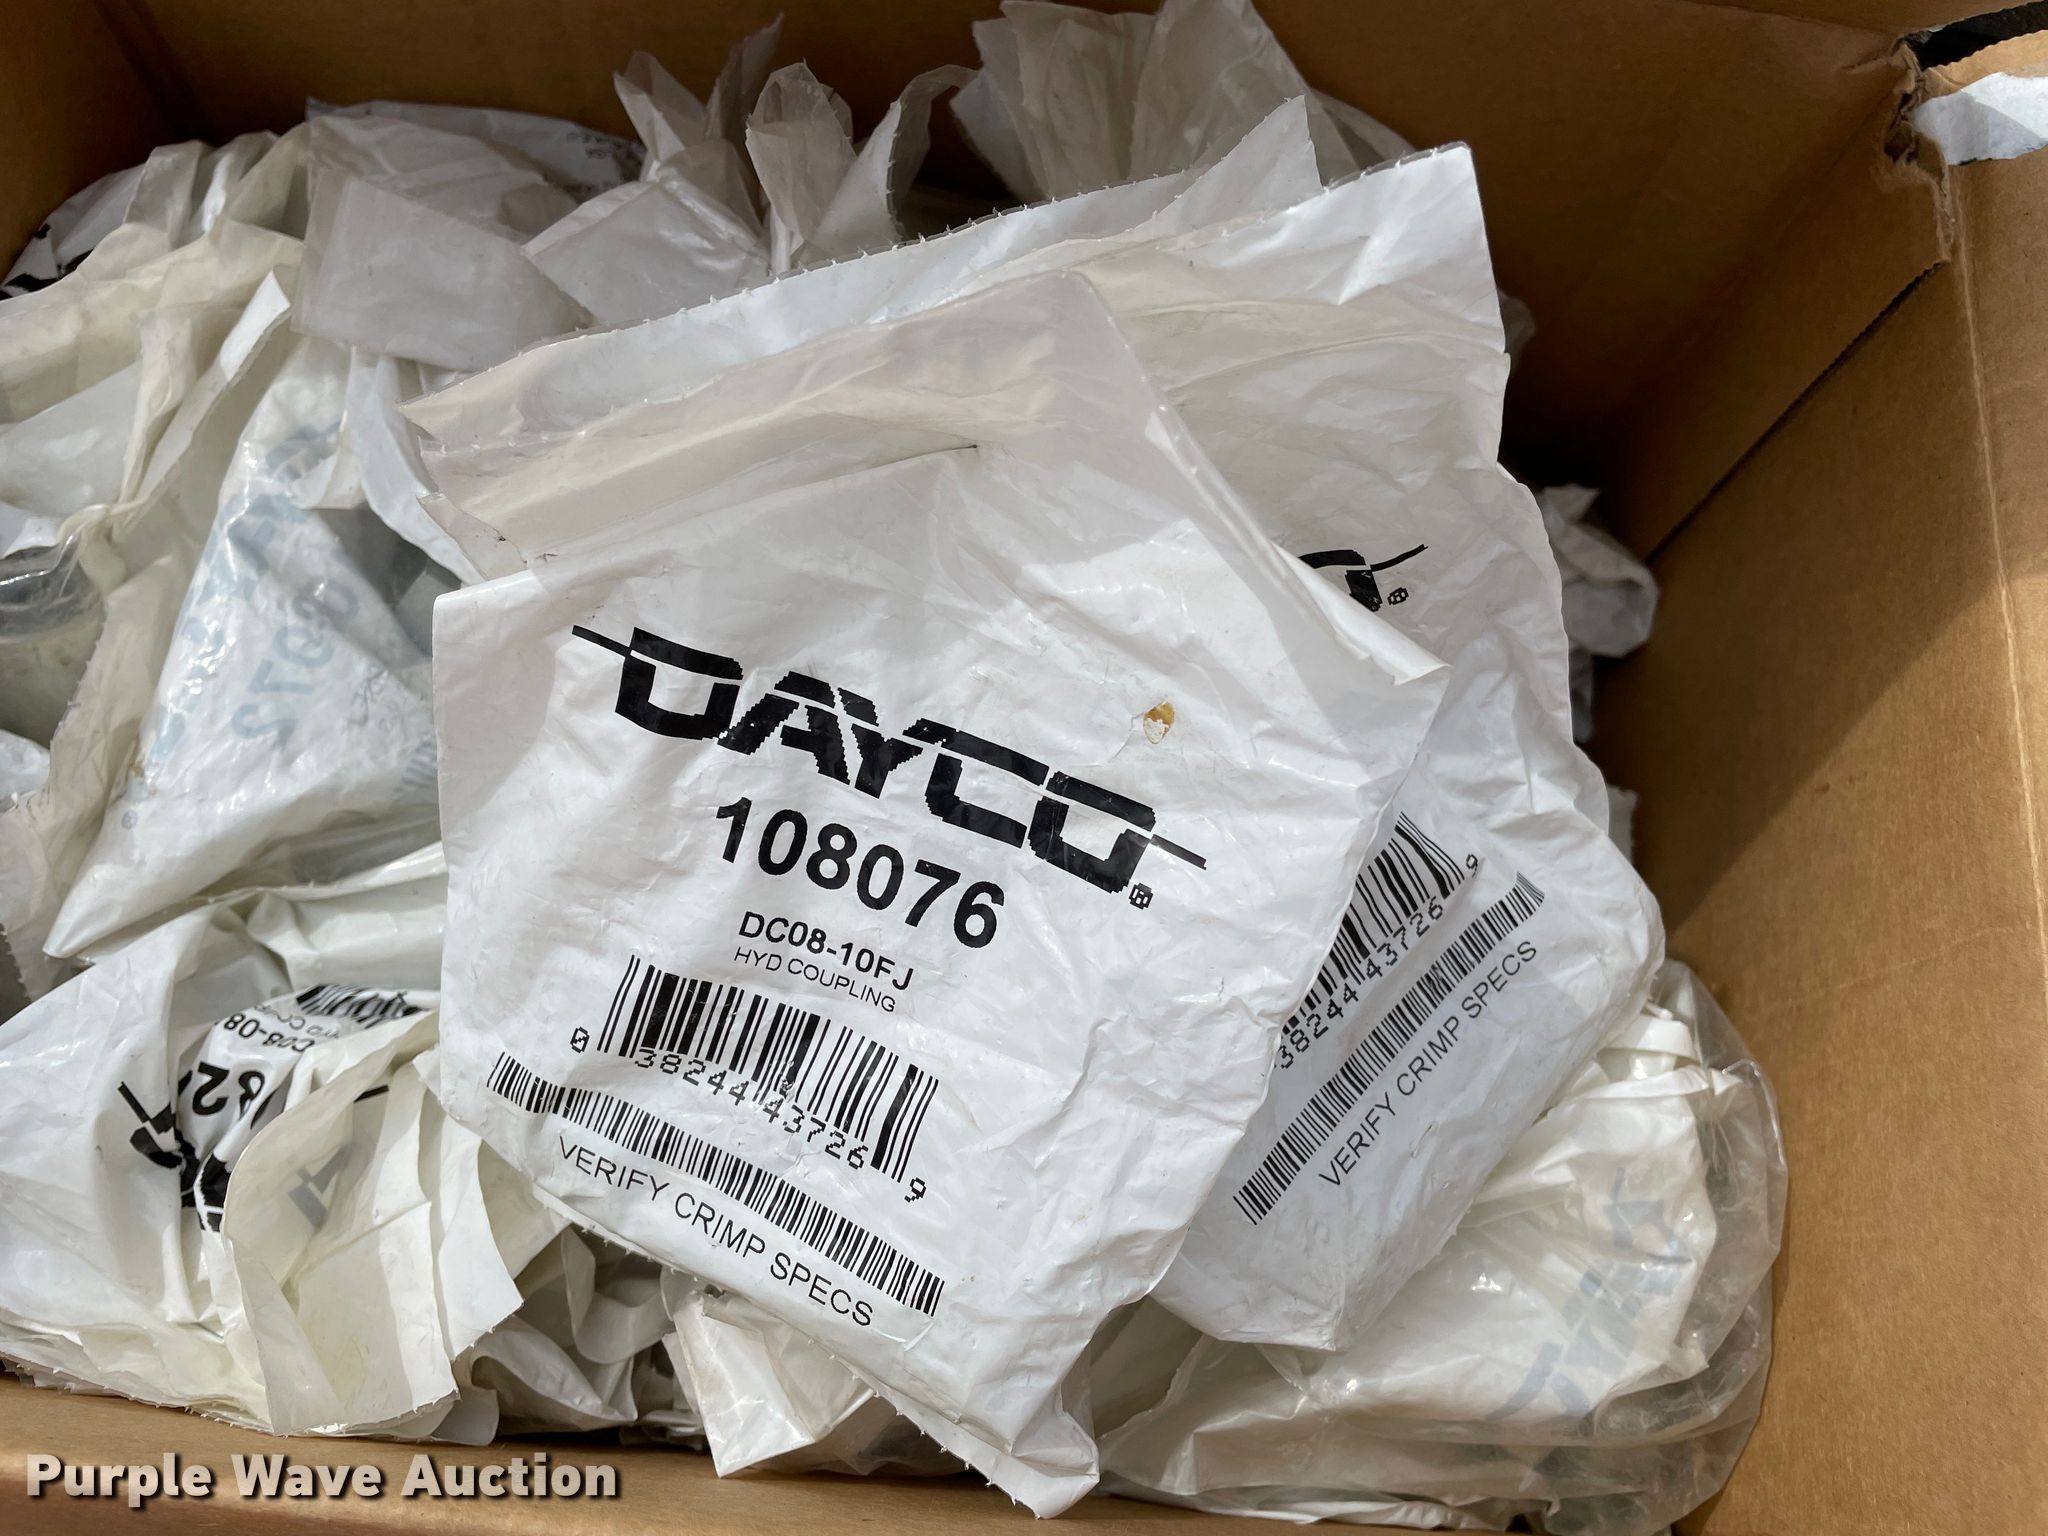 DAYCO®
108076
DC08-10FJ
HYD COUPLING
0 38244 43726 9
VERIFY CRIMP SPECS
®
38244 43726 9
VERIFY CRIMP SPECS
Purple Wave Auction